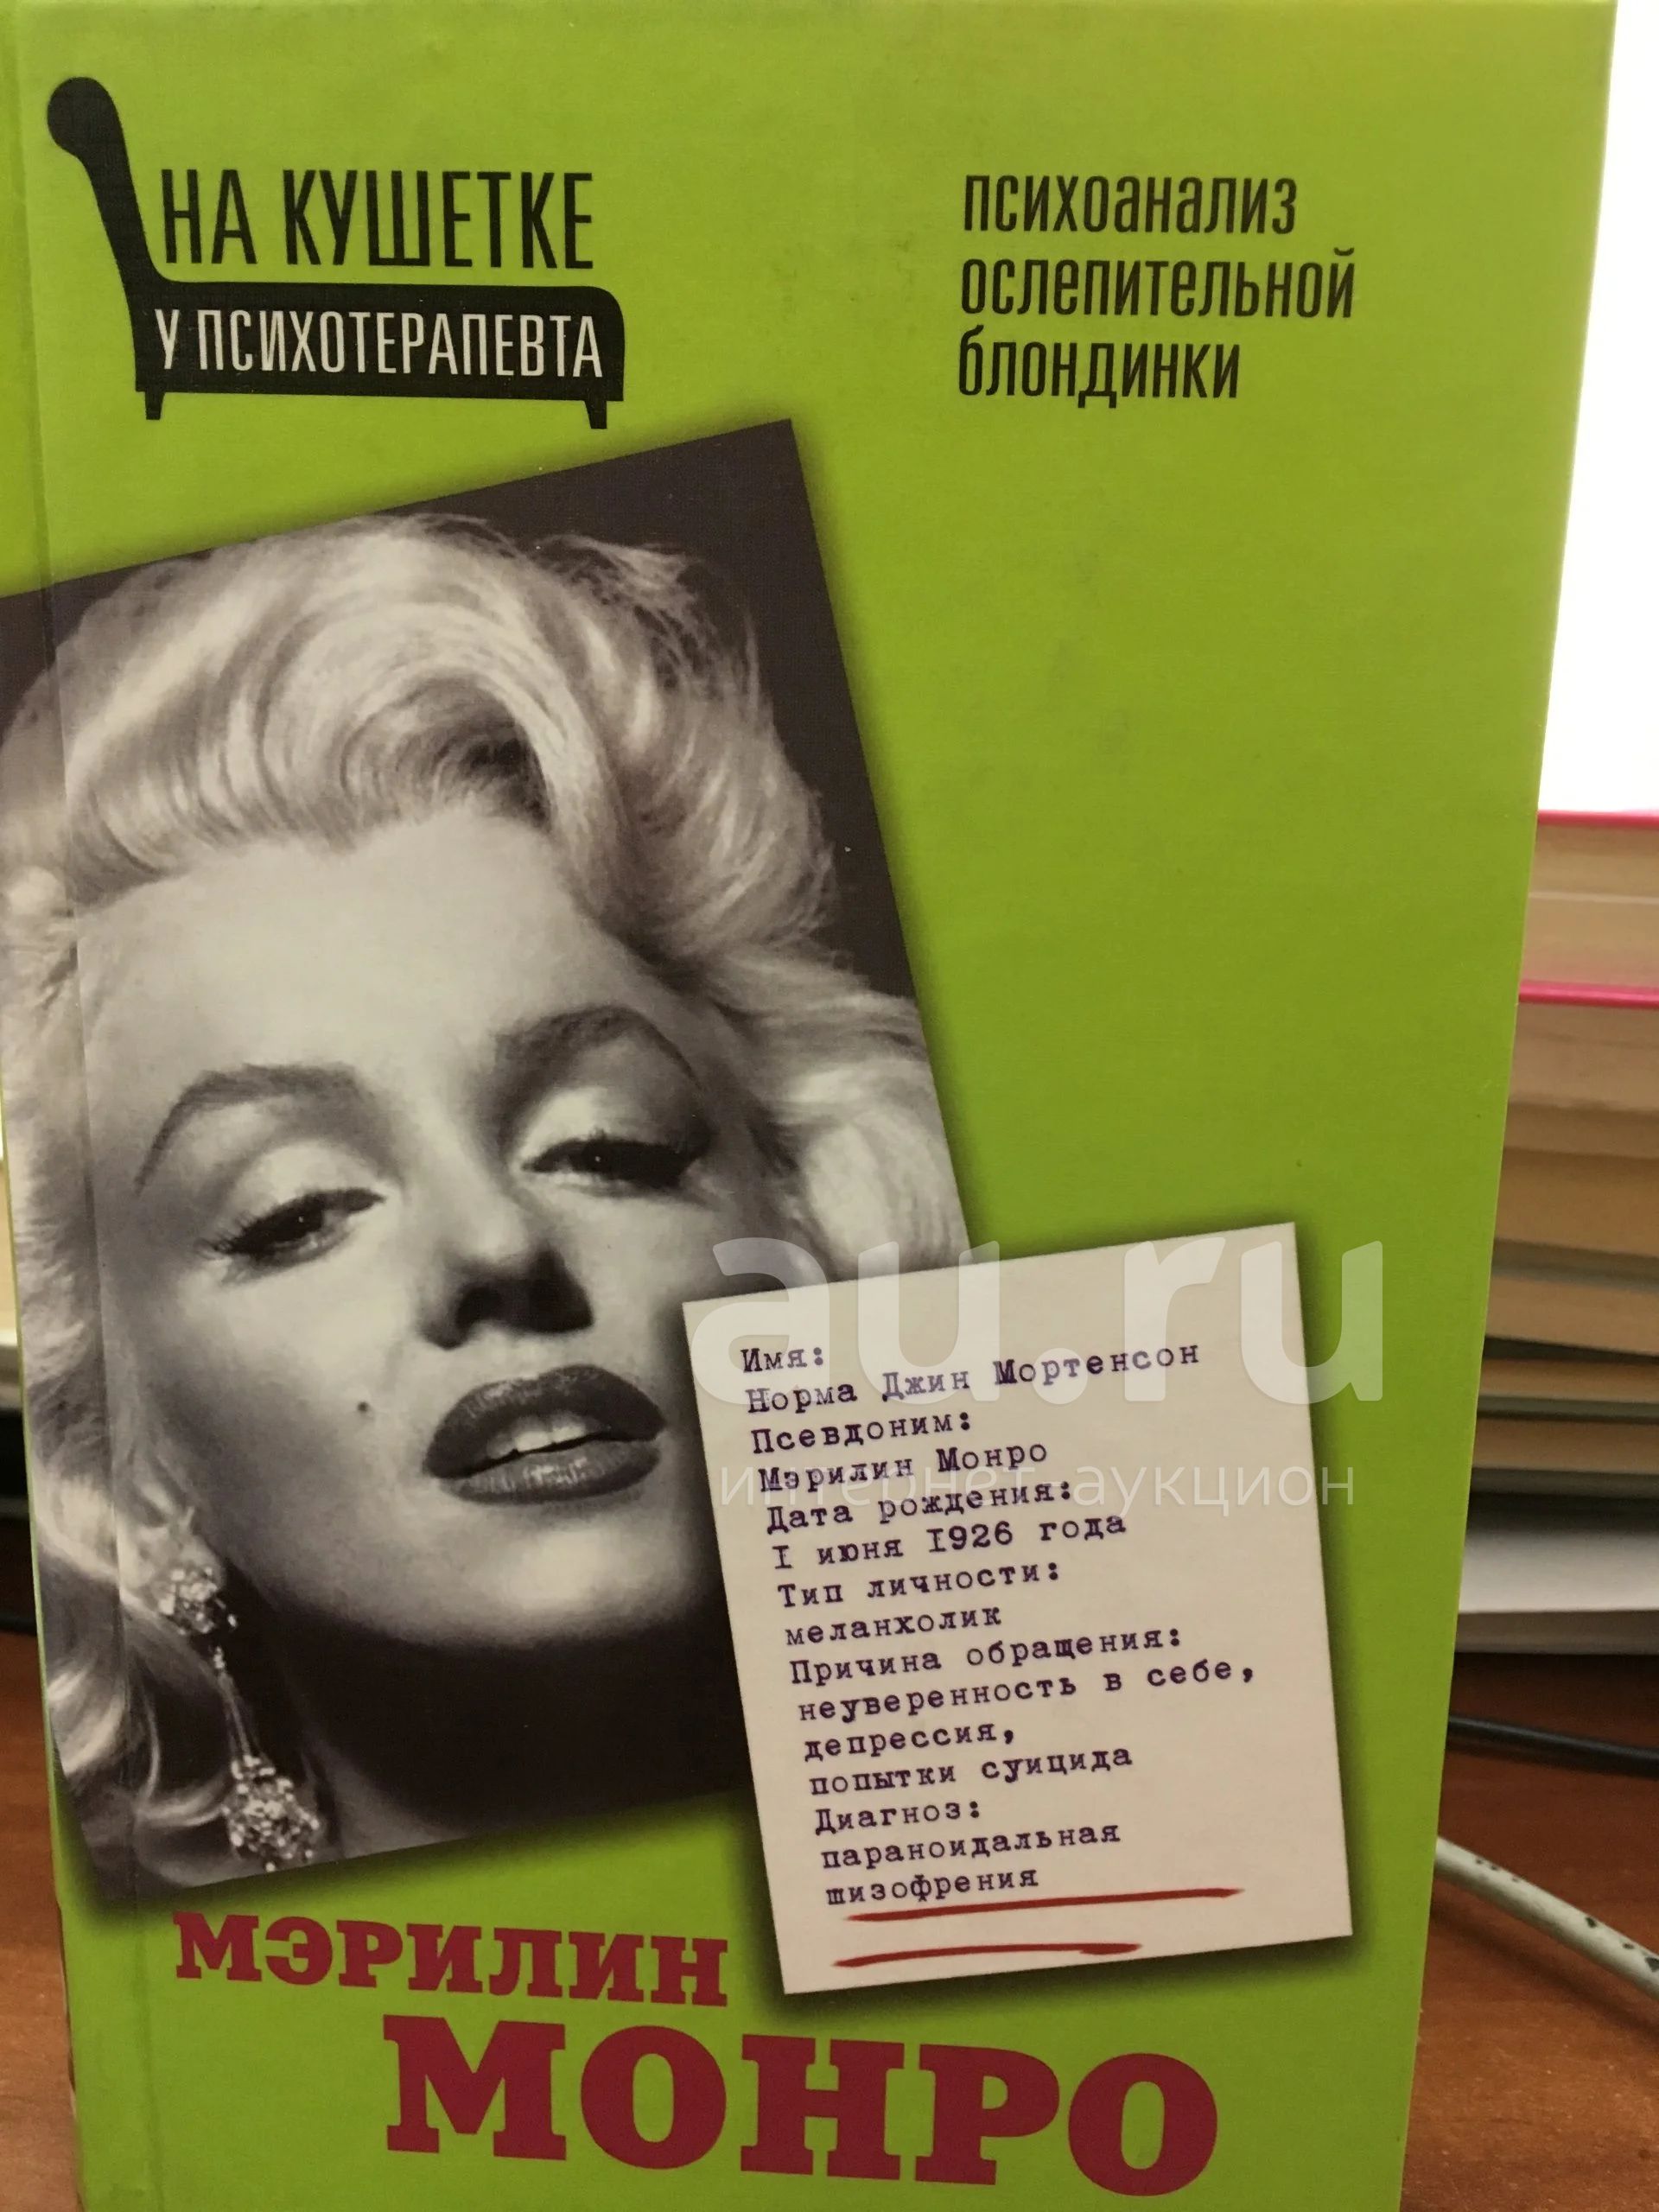 НА КУШЕТКЕ
У ПСИХОТЕРАПЕВТА
психоанализ
ослепительной
блондинки
Имя:
Норма Джин Мортенсон
Псевдоним:
Мэрилин Монро
Дата рождения:
I июня 1926 года
Тип личности:
меланхолик
Причина обращения:
неуверенность в себе,
депрессия,
попытки суицида
Диагноз:
параноидальная
шизофрения
au.ru
интернет-аукцион
МЭРИЛИН
МОНРО